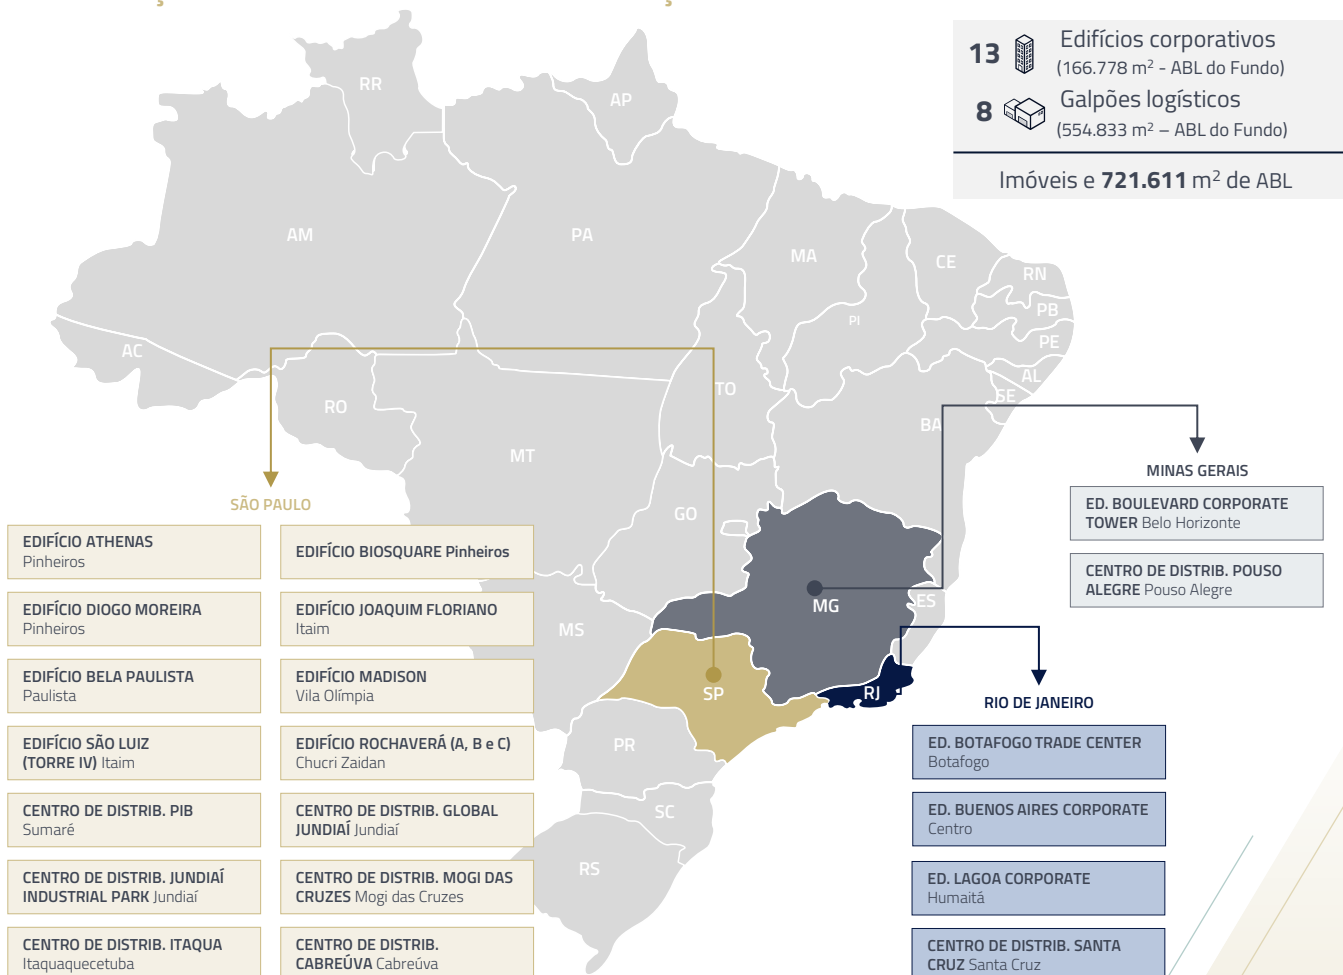 13
Edifícios corporativos
(166.778 m² - ABL do Fundo)
8
Galpões logísticos
(554.833 m² – ABL do Fundo)
Imóveis e 721.611 m² de ABL
RR
AP
AM
PA
MA
CE
RN
PI
PB
PE
AC
AL
TO
SE
RO
BA
MT
GO
MG
ES
MS
SP
RJ
PR
SC
RS
SÃO PAULO
EDIFÍCIO ATHENAS
Pinheiros
EDIFÍCIO BIOSQUARE Pinheiros
EDIFÍCIO DIOGO MOREIRA
Pinheiros
EDIFÍCIO JOAQUIM FLORIANO
Itaim
EDIFÍCIO BELA PAULISTA
Paulista
EDIFÍCIO MADISON
Vila Olímpia
EDIFÍCIO SÃO LUIZ
(TORRE IV) Itaim
EDIFÍCIO ROCHAVERÁ (A, B e C)
Chucri Zaidan
CENTRO DE DISTRIB. PIB
Sumaré
CENTRO DE DISTRIB. GLOBAL
JUNDIAÍ Jundiaí
CENTRO DE DISTRIB. JUNDIAÍ
INDUSTRIAL PARK Jundiaí
CENTRO DE DISTRIB. MOGI DAS
CRUZES Mogi das Cruzes
CENTRO DE DISTRIB. ITAQUA
Itaquaquecetuba
CENTRO DE DISTRIB.
CABREÚVA Cabreúva
MINAS GERAIS
ED. BOULEVARD CORPORATE
TOWER Belo Horizonte
CENTRO DE DISTRIB. POUSO
ALEGRE Pouso Alegre
RIO DE JANEIRO
ED. BOTAFOGO TRADE CENTER
Botafogo
ED. BUENOS AIRES CORPORATE
Centro
ED. LAGOA CORPORATE
Humaitá
CENTRO DE DISTRIB. SANTA
CRUZ Santa Cruz